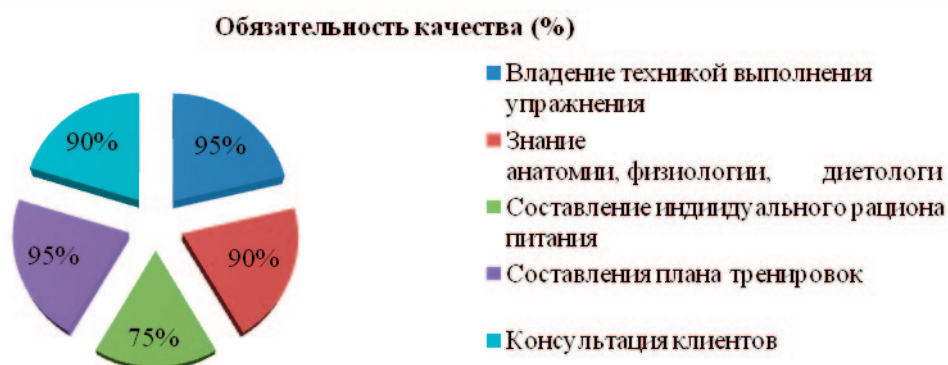 Обязательность качества (%)
90%
95%
95%
90%
75%
Владение техникой выполнения
упражнения
Знание
анатомии, физиологии, диетологи
Составление индииидуального рациона
питания
Составления плана тренировок
Консультация клиентов